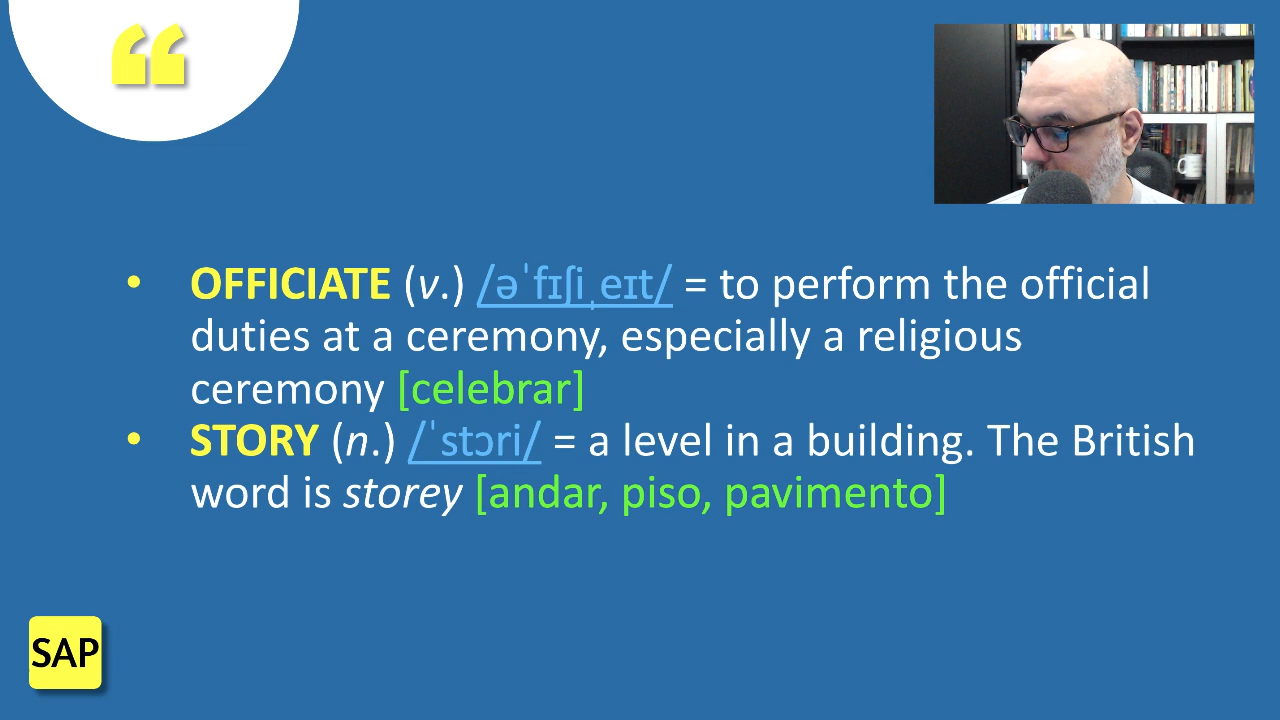 “
• OFFICIATE (v.) /əˈfɪʃiˌeɪt/ = to perform the official
duties at a ceremony, especially a religious
ceremony [celebrar]
• STORY (n.) /ˈstɔri/ = a level in a building. The British
word is storey [andar, piso, pavimento]
SAP